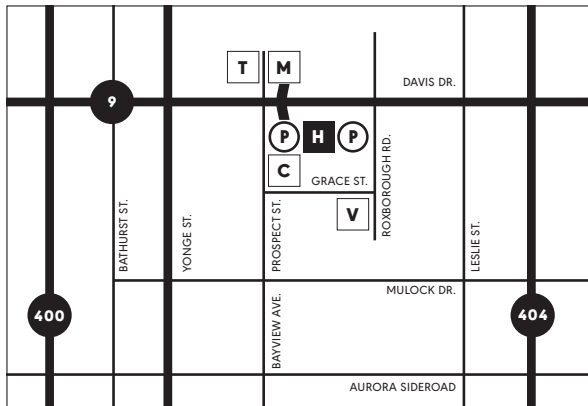 T M
DAVIS DR.
9
P H P
C
GRACE ST.
V
ROXBOROUGH RD.
BATHURST ST.
YONGE ST.
PROSPECT ST.
LESLIE ST.
MULOCK DR.
400
404
BAYVIEW AVE.
AURORA SIDEROAD